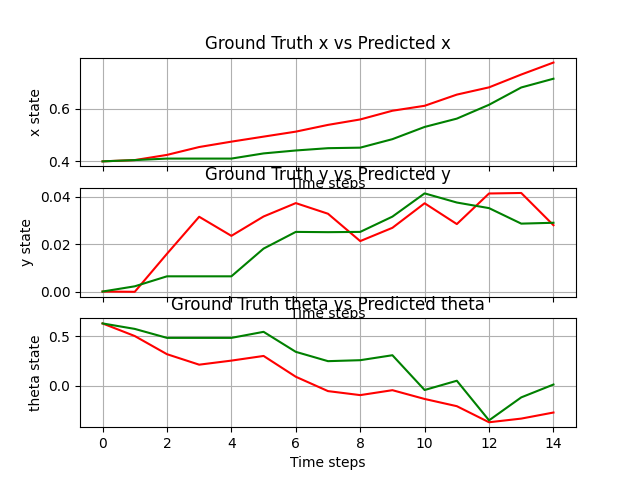 Ground Truth x vs Predicted x
x state
0.6
0.4
Time steps
Ground Truth y vs Predicted y
y state
0.04
0.02
0.00
Time steps
Ground Truth theta vs Predicted theta
theta state
0.5
0.0
0 2 4 6 8 10 12 14
Time steps